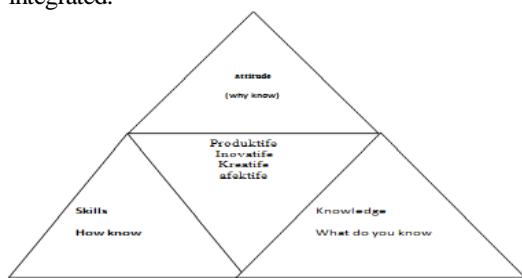 integrated.
attitude
(why know)
Produktife
Inovatife
Kreatife
afektife
Skills
How know
Knowledge
What do you know